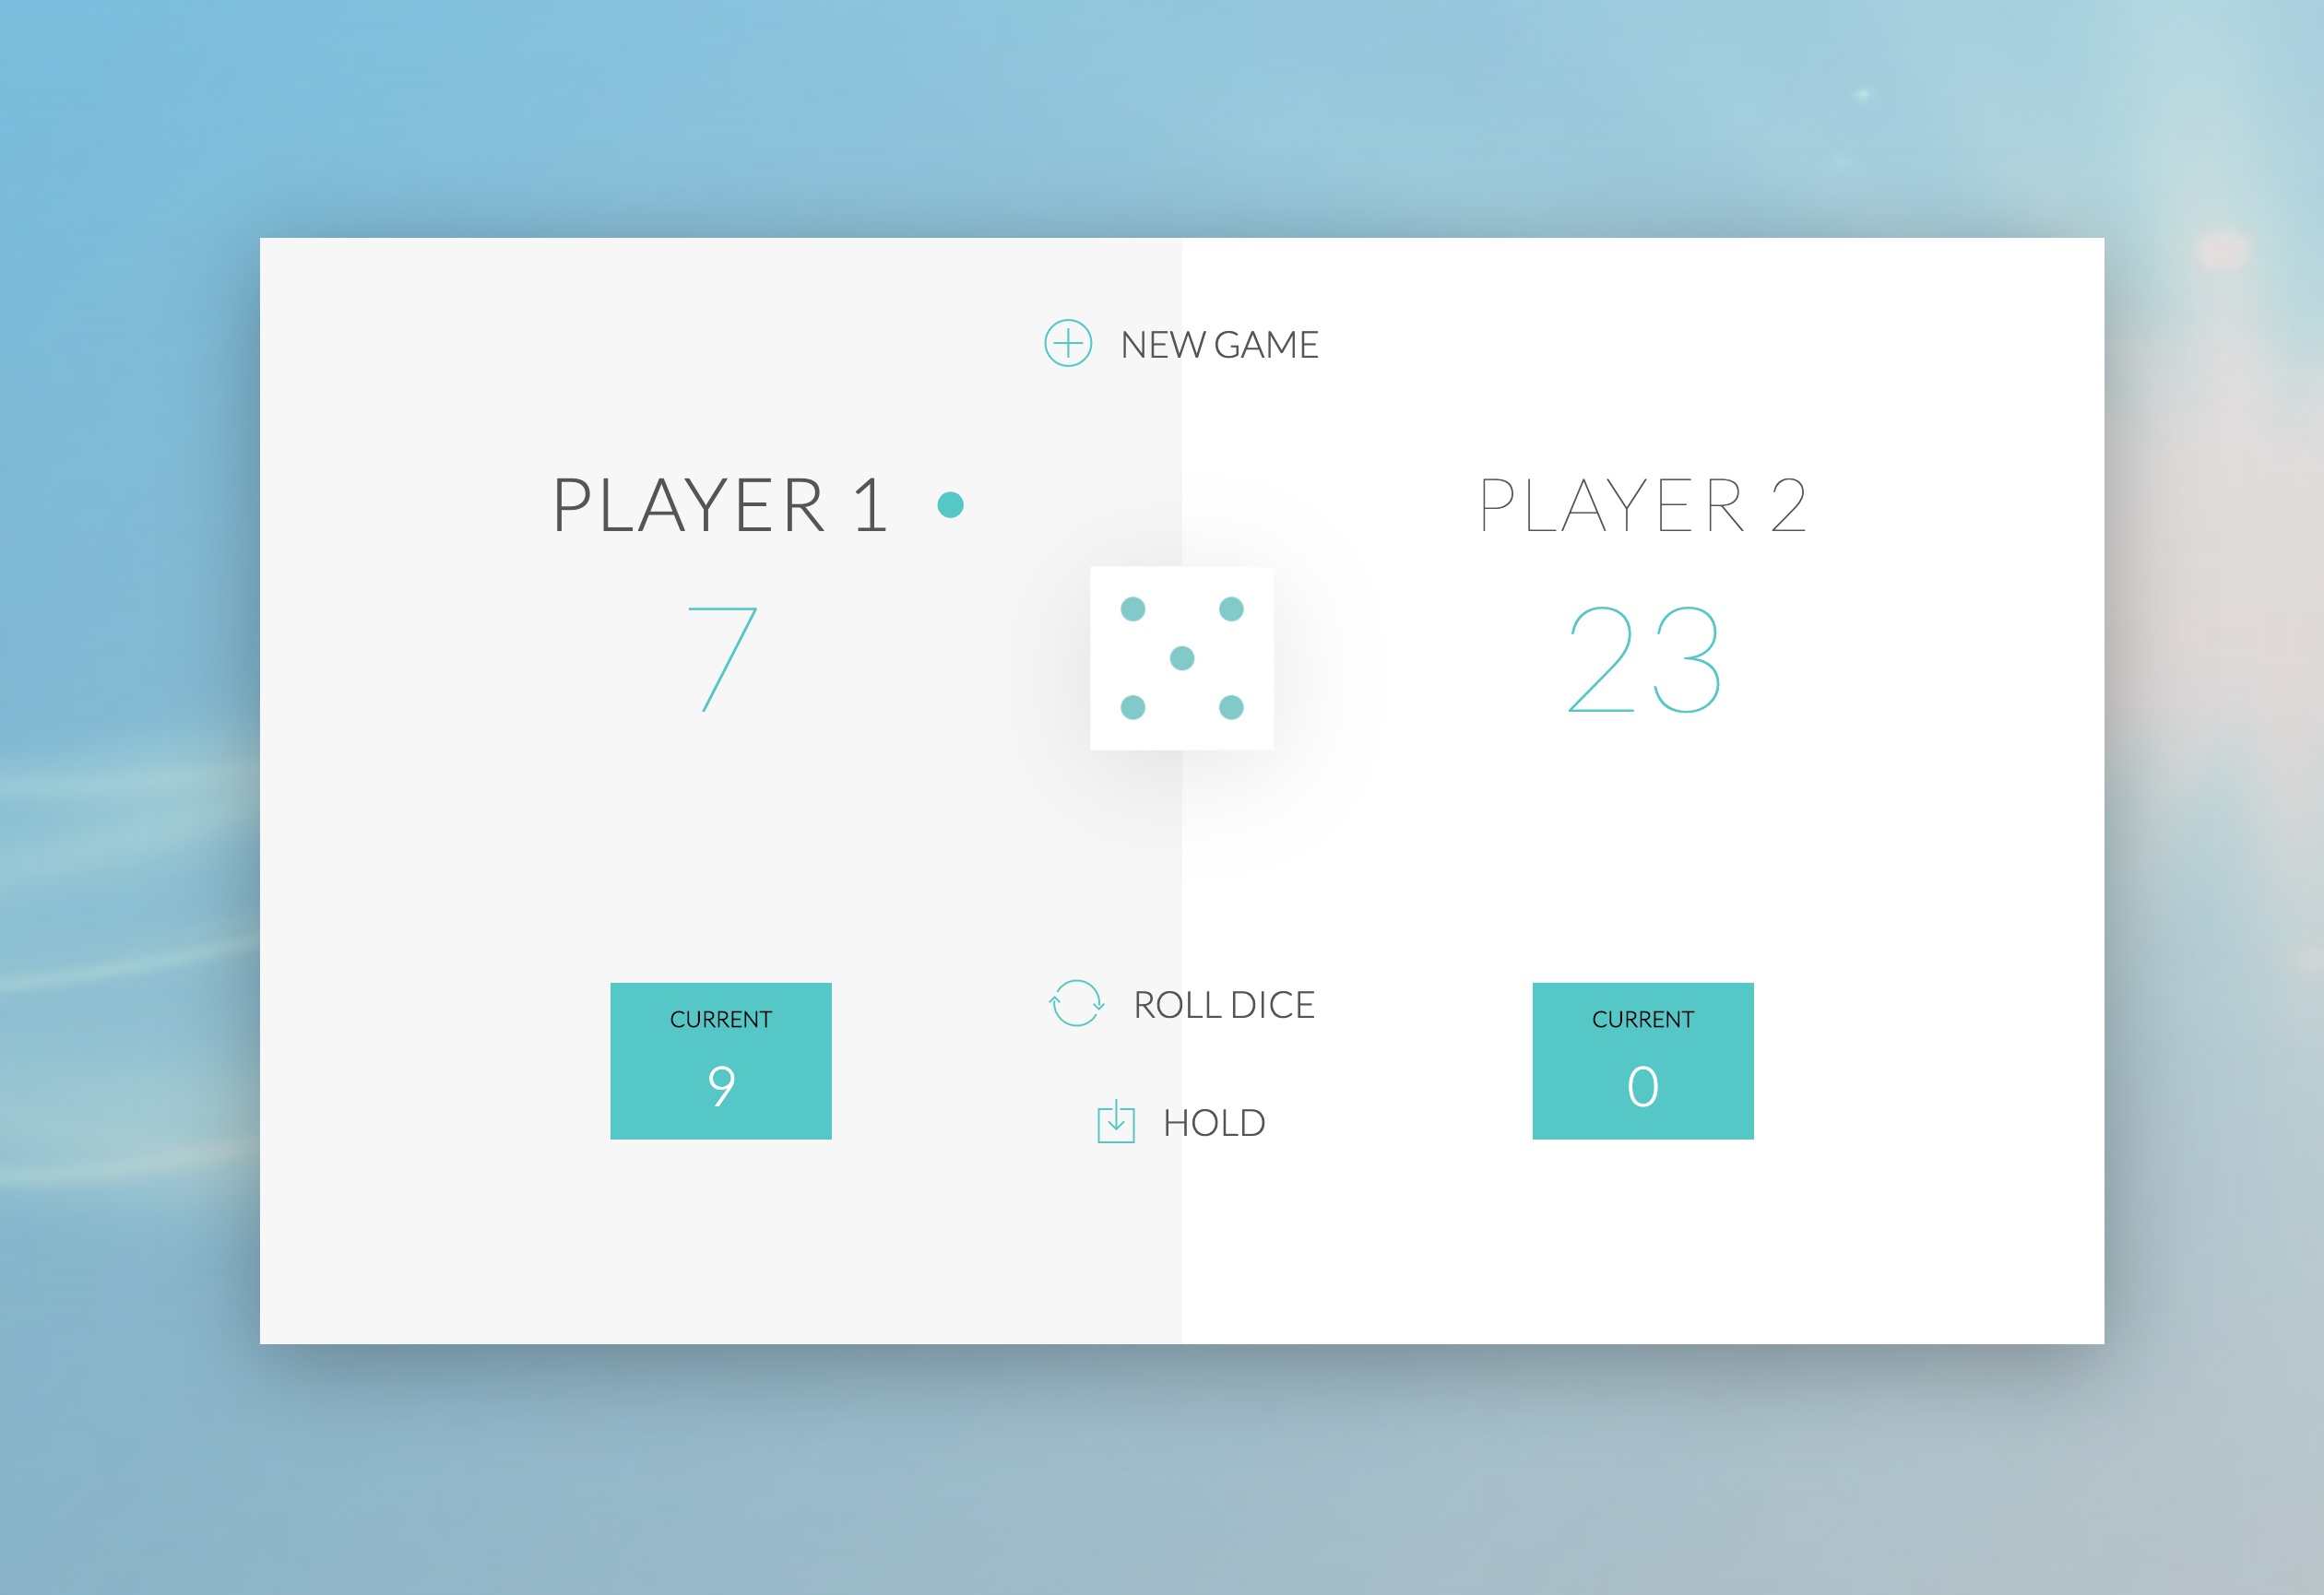 NEW GAME
PLAYER 1
7
CURRENT
9
PLAYER 2
23
CURRENT
0
ROLL DICE
HOLD